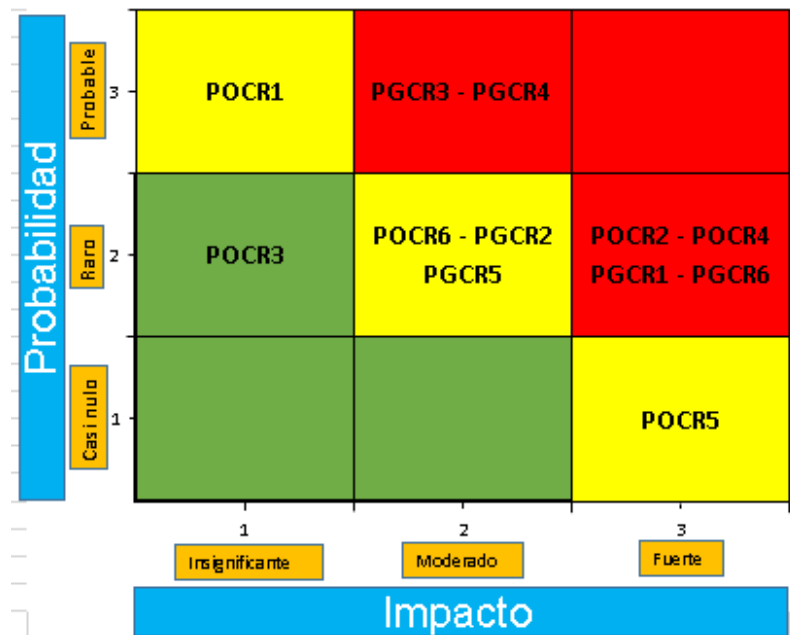 Probabilidad
Probable
3
POCR1
PGCR3 - PGCR4
Raro
2
POCR3
POCR6 - PGCR2
PGCR5
POCR2 - POCR4
PGCR1 - PGCR6
Casi nulo
1
POCR5
1
2
3
Insignificante
Moderado
Fuerte
Impacto